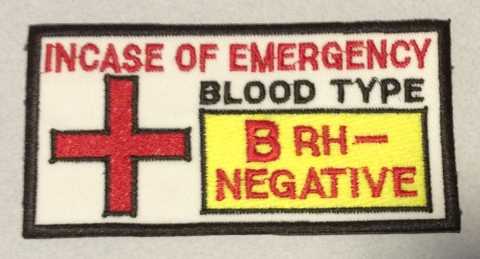 INCASE OF EMERGENCY
BLOOD TYPE
B RH-
NEGATIVE